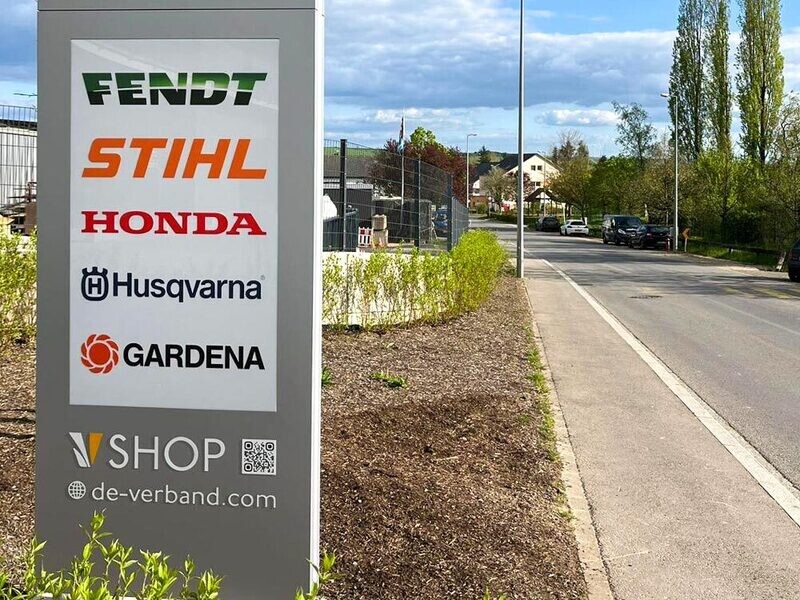 FENDT
STIHL
HONDA
Husqvarna
GARDENA
SHOP
de-verband.com